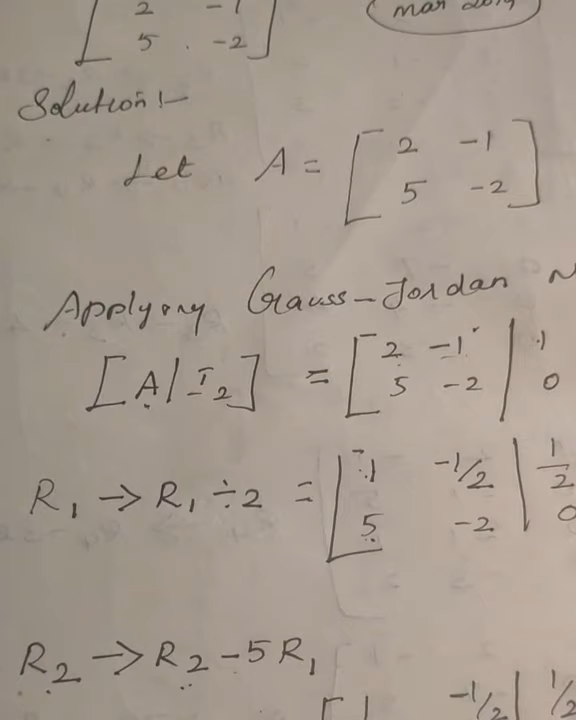 [ 2 -1
5 -2 ] (Mar 2019)
Solution:-
Let A = [ 2 -1
5 -2 ]
Applying Gauss-Jordan
[A|I₂] = [ 2 -1 | 1
5 -2 | 0
R₁ → R₁ ÷ 2 = [ 1 -1/2 | 1/2
5 -2 | 0
R₂ → R₂ - 5R₁
[ 1 -1/2 | 1/2